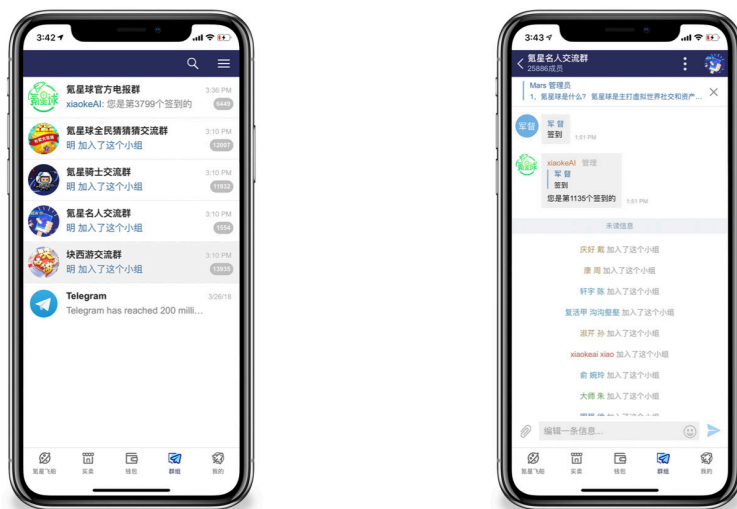 3:42
氪星球官方电报群
3:36 PM
xiaokeAI: 您是第3799个签到的
6449
氪星球全民猜猜猜交流群
3:10 PM
明 加入了这个小组
12007
氪星骑士交流群
3:10 PM
明 加入了这个小组
11932
氪星名人交流群
3:10 PM
明 加入了这个小组
1554
块西游交流群
3:10 PM
明 加入了这个小组
13835
Telegram
3/26/18
Telegram has reached 200 milli...
氪星飞船
买卖
钱包
群组
我的
3:43
氪星名人交流群
25886成员
Mars 管理员
1、氪星球是什么？ 氪星球是主打虚拟世界社交和资产...
军督
军 督
签到
1:51 PM
氪星球
xiaokeAI 管理
军 督
签到
您是第1135个签到的
1:51 PM
未读信息
庆好 戴 加入了这个小组
康 周 加入了这个小组
轩字 陈 加入了这个小组
复活甲 沟沟壑壑 加入了这个小组
淑芹 孙 加入了这个小组
xiaokeai xiao 加入了这个小组
俞 婉玲 加入了这个小组
大师 朱 加入了这个小组
编辑一条信息...
氪星飞船
买卖
钱包
群组
我的